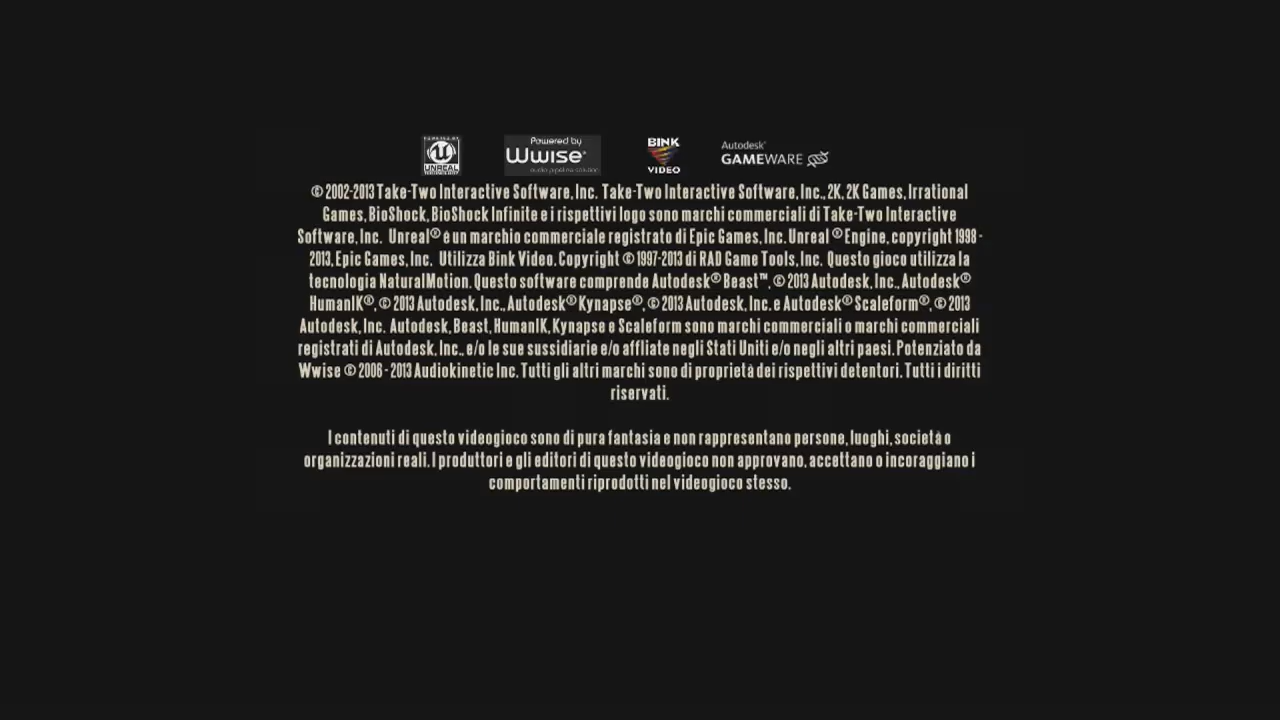 UNREAL
Powered by
Wwise
BINK
VIDEO
Autodesk®
GAMEWARE
© 2002-2013 Take-Two Interactive Software, Inc. Take-Two Interactive Software, Inc., 2K, 2K Games, Irrational
Games, BioShock, BioShock Infinite e i rispettivi logo sono marchi commerciali di Take-Two Interactive
Software, Inc. Unreal® è un marchio commerciale registrato di Epic Games, Inc. Unreal ® Engine, copyright 1998 -
2013, Epic Games, Inc. Utilizza Bink Video. Copyright © 1997-2013 di RAD Game Tools, Inc. Questo gioco utilizza la
tecnologia NaturalMotion. Questo software comprende Autodesk® Beast™, © 2013 Autodesk, Inc., Autodesk®
HumanIK®, © 2013 Autodesk, Inc., Autodesk® Kynapse®, © 2013 Autodesk, Inc. e Autodesk® Scaleform®, © 2013
Autodesk, Inc. Autodesk, Beast, HumanIK, Kynapse e Scaleform sono marchi commerciali o marchi commerciali
registrati di Autodesk, Inc., e/o le sue sussidiarie e/o affliate negli Stati Uniti e/o negli altri paesi. Potenziato da
Wwise © 2006 - 2013 Audiokinetic Inc. Tutti gli altri marchi sono di proprietà dei rispettivi detentori. Tutti i diritti
riservati.
I contenuti di questo videogioco sono di pura fantasia e non rappresentano persone, luoghi, società o
organizzazioni reali. I produttori e gli editori di questo videogioco non approvano, accettano o incoraggiano i
comportamenti riprodotti nel videogioco stesso.